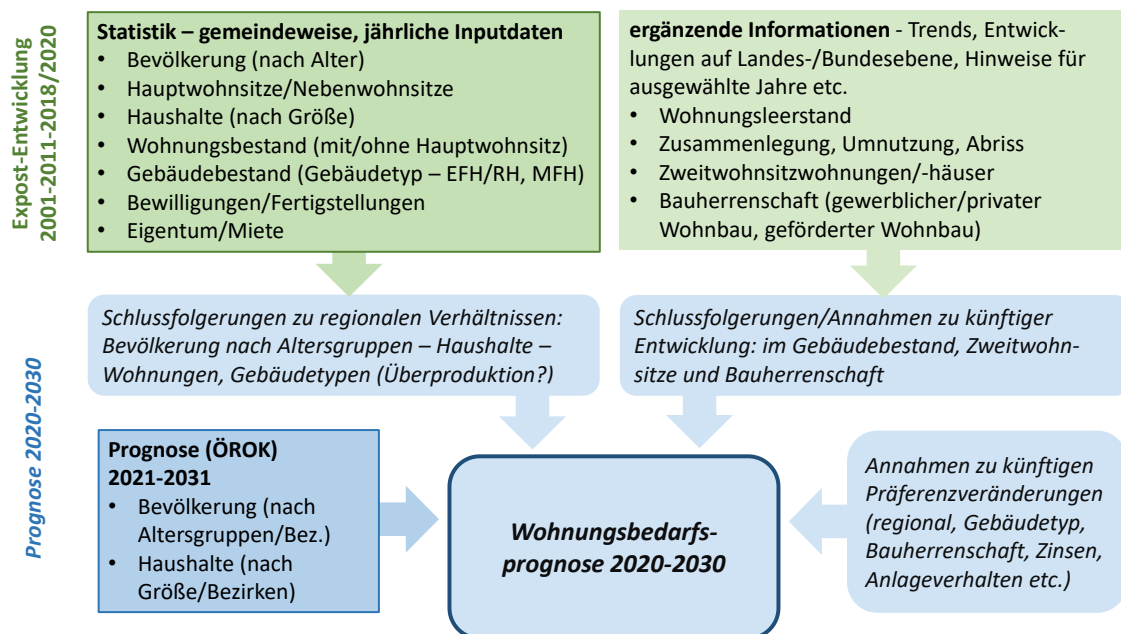 Expost-Entwicklung
2001-2011-2018/2020
Statistik – gemeindeweise, jährliche Inputdaten
• Bevölkerung (nach Alter)
• Hauptwohnsitze/Nebenwohnsitze
• Haushalte (nach Größe)
• Wohnungsbestand (mit/ohne Hauptwohnsitz)
• Gebäudebestand (Gebäudetyp – EFH/RH, MFH)
• Bewilligungen/Fertigstellungen
• Eigentum/Miete
ergänzende Informationen - Trends, Entwick-
lungen auf Landes-/Bundesebene, Hinweise für
ausgewählte Jahre etc.
• Wohnungsleerstand
• Zusammenlegung, Umnutzung, Abriss
• Zweitwohnsitzwohnungen/-häuser
• Bauherrenschaft (gewerblicher/privater
Wohnbau, geförderter Wohnbau)
Prognose 2020-2030
Schlussfolgerungen zu regionalen Verhältnissen:
Bevölkerung nach Altersgruppen – Haushalte –
Wohnungen, Gebäudetypen (Überproduktion?)
Schlussfolgerungen/Annahmen zu künftiger
Entwicklung: im Gebäudebestand, Zweitwohn-
sitze und Bauherrenschaft
Prognose (ÖROK)
2021-2031
• Bevölkerung (nach
Altersgruppen/Bez.)
• Haushalte (nach
Größe/Bezirken)
Wohnungsbedarfs-
prognose 2020-2030
Annahmen zu künftigen
Präferenzveränderungen
(regional, Gebäudetyp,
Bauherrenschaft, Zinsen,
Anlageverhalten etc.)